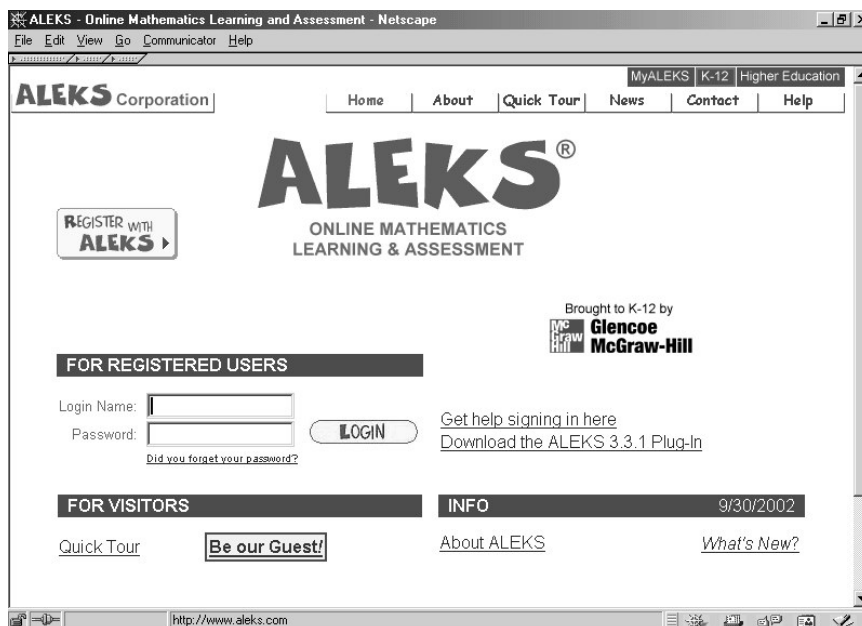 ALEKS - Online Mathematics Learning and Assessment - Netscape
File Edit View Go Communicator Help
MyALEKS K-12 Higher Education
ALEKS Corporation Home About Quick Tour News Contact Help
ALEKS®
REGISTER WITH
ALEKS
ONLINE MATHEMATICS
LEARNING & ASSESSMENT
Brought to K-12 by
Mc Graw Hill
Glencoe
McGraw-Hill
FOR REGISTERED USERS
Login Name:
Password:
LOGIN
Did you forget your password?
Get help signing in here
Download the ALEKS 3.3.1 Plug-In
FOR VISITORS
Quick Tour Be our Guest!
INFO 9/30/2002
About ALEKS What's New?
http://www.aleks.com